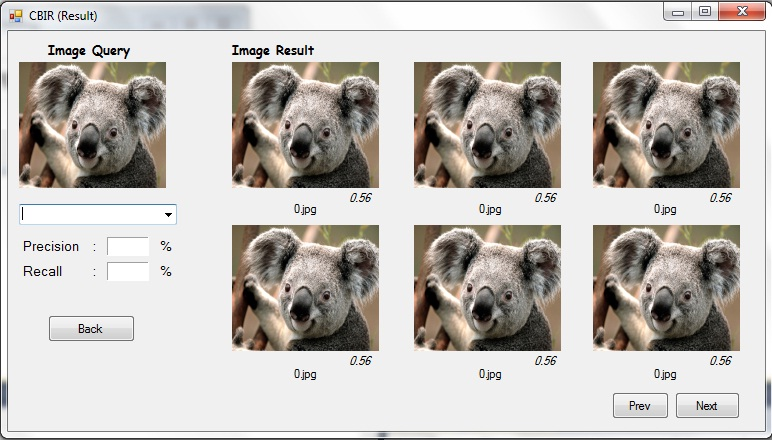 CBIR (Result)
Image Query
Image Result
0.56 0.56 0.56
0.jpg 0.jpg 0.jpg
Precision : %
Recall : %
Back
0.56 0.56 0.56
0.jpg 0.jpg 0.jpg
Prev Next